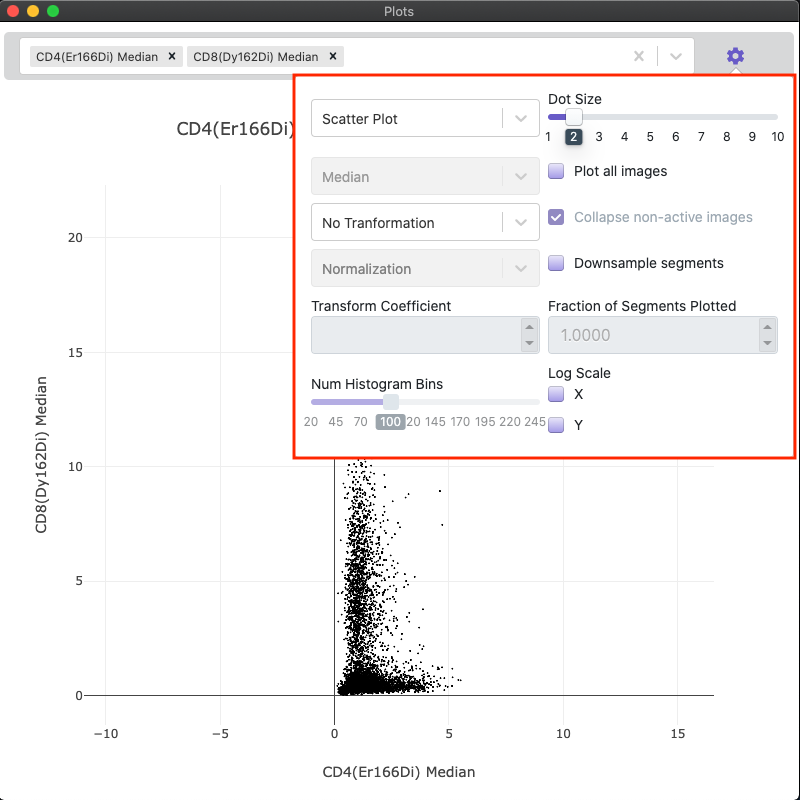 Plots
CD4(Er166Di) Median × CD8(Dy162Di) Median ×
CD4(Er166Di)
Scatter Plot
Median
No Tranformation
Normalization
Transform Coefficient
Num Histogram Bins
20 45 70 100 20 145 170 195 220 245
Dot Size
1 2 3 4 5 6 7 8 9 10
Plot all images
Collapse non-active images
Downsample segments
Fraction of Segments Plotted
1.0000
Log Scale
X
Y
CD8(Dy162Di) Median
20
15
10
5
0
−10 −5 0 5 10 15
CD4(Er166Di) Median